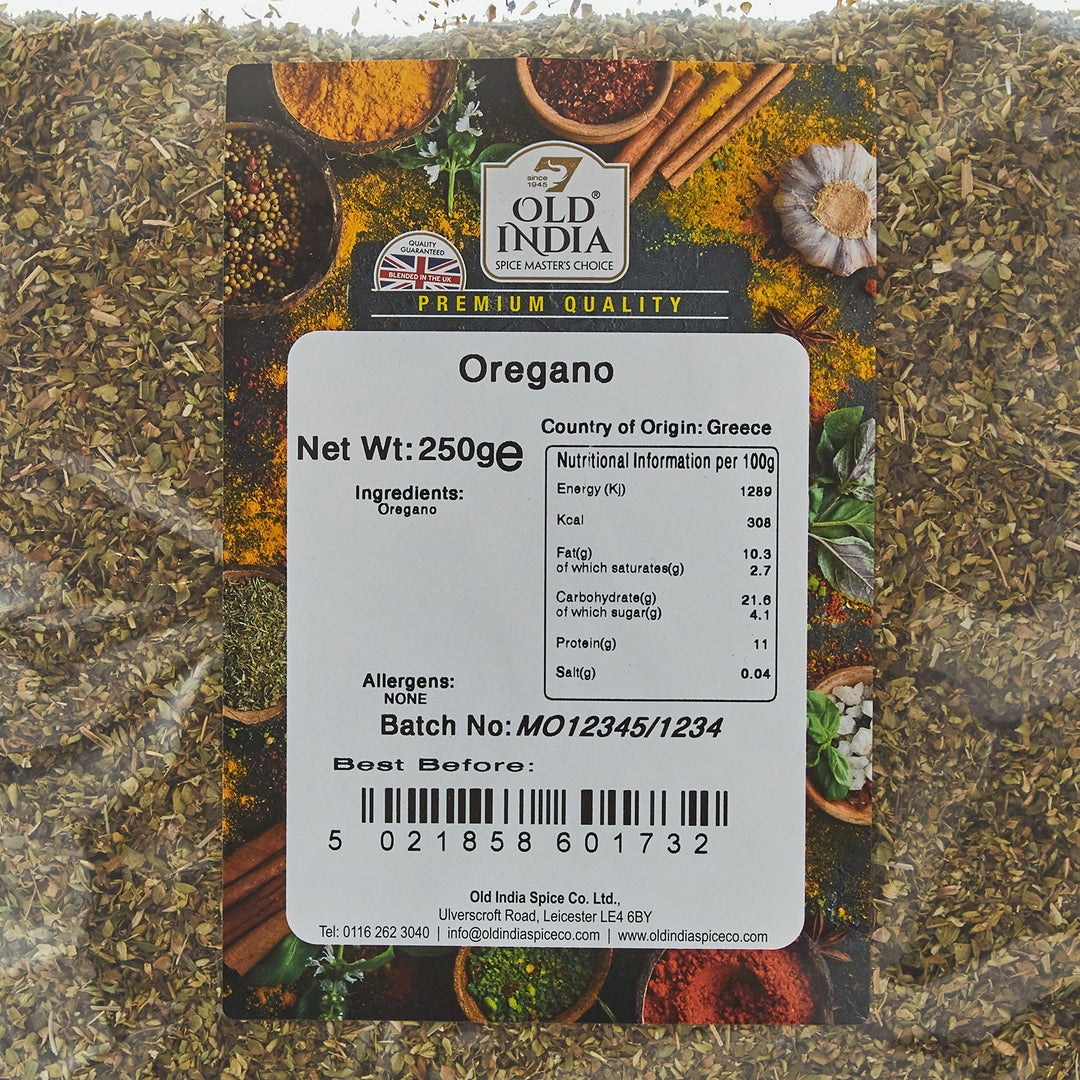 since
1945
OLD
INDIA®
SPICE MASTER'S CHOICE
QUALITY
GUARANTEED
BLENDED IN THE UK
PREMIUM QUALITY
Oregano
Country of Origin: Greece
Net Wt: 250g℮
Nutritional Information per 100g
Energy (Kj) 1289
Kcal 308
Fat(g) 10.3
of which saturates(g) 2.7
Carbohydrate(g) 21.6
of which sugar(g) 4.1
Protein(g) 11
Salt(g) 0.04
Ingredients:
Oregano
Allergens:
NONE
Batch No: MO12345/1234
Best Before:
5 021858 601732
Old India Spice Co. Ltd.,
Ulverscroft Road, Leicester LE4 6BY
Tel: 0116 262 3040 | info@oldindiaspiceco.com | www.oldindiaspiceco.com